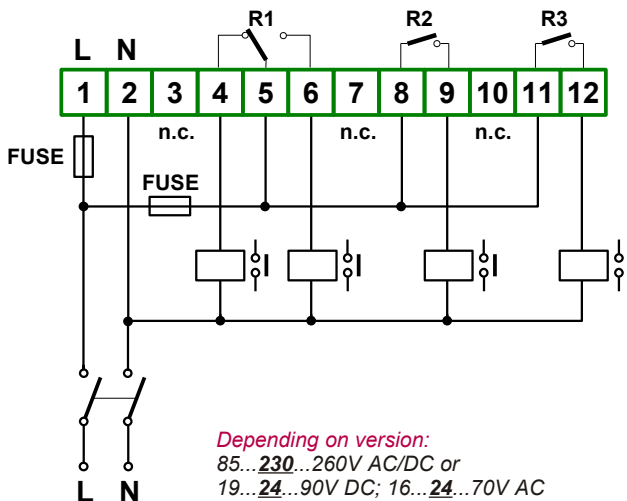 R1 R2 R3
L N
1 2 3 4 5 6 7 8 9 10 11 12
n.c. n.c. n.c.
FUSE
FUSE
Depending on version:
85...230...260V AC/DC or
19...24...90V DC; 16...24...70V AC
L N